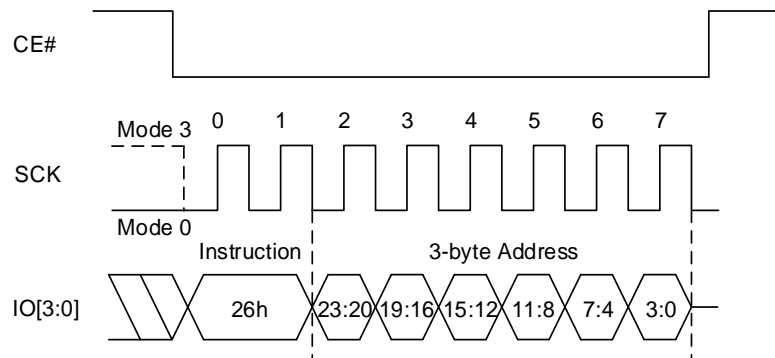 CE#
0 1 2 3 4 5 6 7
Mode 3
SCK
Mode 0
Instruction 3-byte Address
IO[3:0] 26h 23:20 19:16 15:12 11:8 7:4 3:0